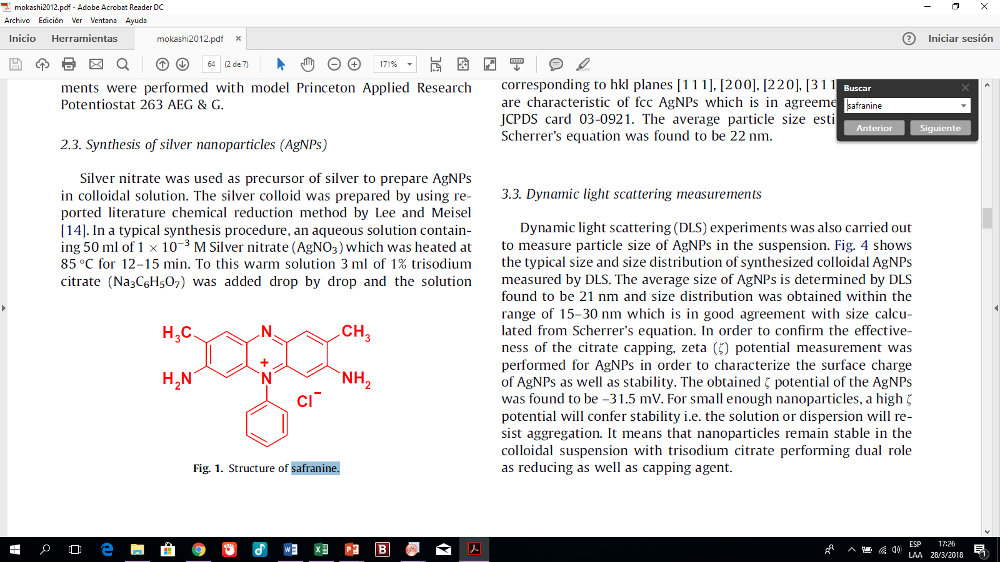 mokashi2012.pdf - Adobe Acrobat Reader DC
Archivo Edición Ver Ventana Ayuda
Inicio Herramientas mokashi2012.pdf × ? Iniciar sesión
64 (2 de 7) 171%
ments were performed with model Princeton Applied Research
Potentiostat 263 AEG & G.
2.3. Synthesis of silver nanoparticles (AgNPs)
Silver nitrate was used as precursor of silver to prepare AgNPs
in colloidal solution. The silver colloid was prepared by using re-
ported literature chemical reduction method by Lee and Meisel
[14]. In a typical synthesis procedure, an aqueous solution contain-
ing 50 ml of 1 × 10⁻³ M Silver nitrate (AgNO₃) which was heated at
85 °C for 12–15 min. To this warm solution 3 ml of 1% trisodium
citrate (Na₃C₆H₅O₇) was added drop by drop and the solution
H₃C N CH₃
+
H₂N N NH₂
Cl⁻
Fig. 1. Structure of safranine.
corresponding to hkl planes [111], [200], [220], [311
are characteristic of fcc AgNPs which is in agreeme
JCPDS card 03-0921. The average particle size esti
Scherrer's equation was found to be 22 nm.
3.3. Dynamic light scattering measurements
Dynamic light scattering (DLS) experiments was also carried out
to measure particle size of AgNPs in the suspension. Fig. 4 shows
the typical size and size distribution of synthesized colloidal AgNPs
measured by DLS. The average size of AgNPs is determined by DLS
found to be 21 nm and size distribution was obtained within the
range of 15–30 nm which is in good agreement with size calcu-
lated from Scherrer's equation. In order to confirm the effective-
ness of the citrate capping, zeta (ζ) potential measurement was
performed for AgNPs in order to characterize the surface charge
of AgNPs as well as stability. The obtained ζ potential of the AgNPs
was found to be –31.5 mV. For small enough nanoparticles, a high ζ
potential will confer stability i.e. the solution or dispersion will re-
sist aggregation. It means that nanoparticles remain stable in the
colloidal suspension with trisodium citrate performing dual role
as reducing as well as capping agent.
Buscar
safranine
Anterior Siguiente
ESP 17:26
LAA 28/3/2018 1